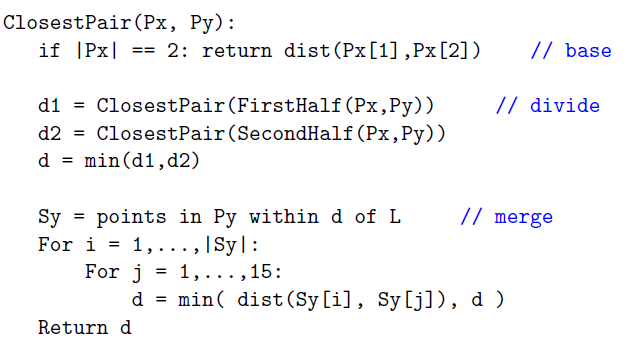 ClosestPair(Px, Py):
if |Px| == 2: return dist(Px[1],Px[2]) // base
d1 = ClosestPair(FirstHalf(Px,Py)) // divide
d2 = ClosestPair(SecondHalf(Px,Py))
d = min(d1,d2)
Sy = points in Py within d of L // merge
For i = 1,...,|Sy|:
For j = 1,...,15:
d = min( dist(Sy[i], Sy[j]), d )
Return d